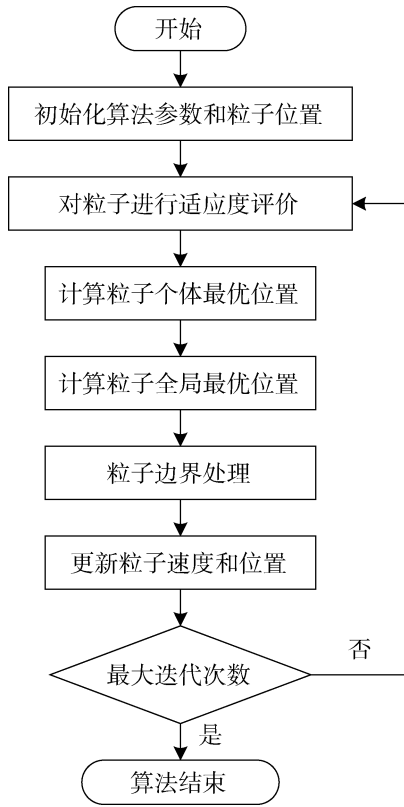 开始
初始化算法参数和粒子位置
对粒子进行适应度评价
计算粒子个体最优位置
计算粒子全局最优位置
粒子边界处理
更新粒子速度和位置
最大迭代次数
否
是
算法结束